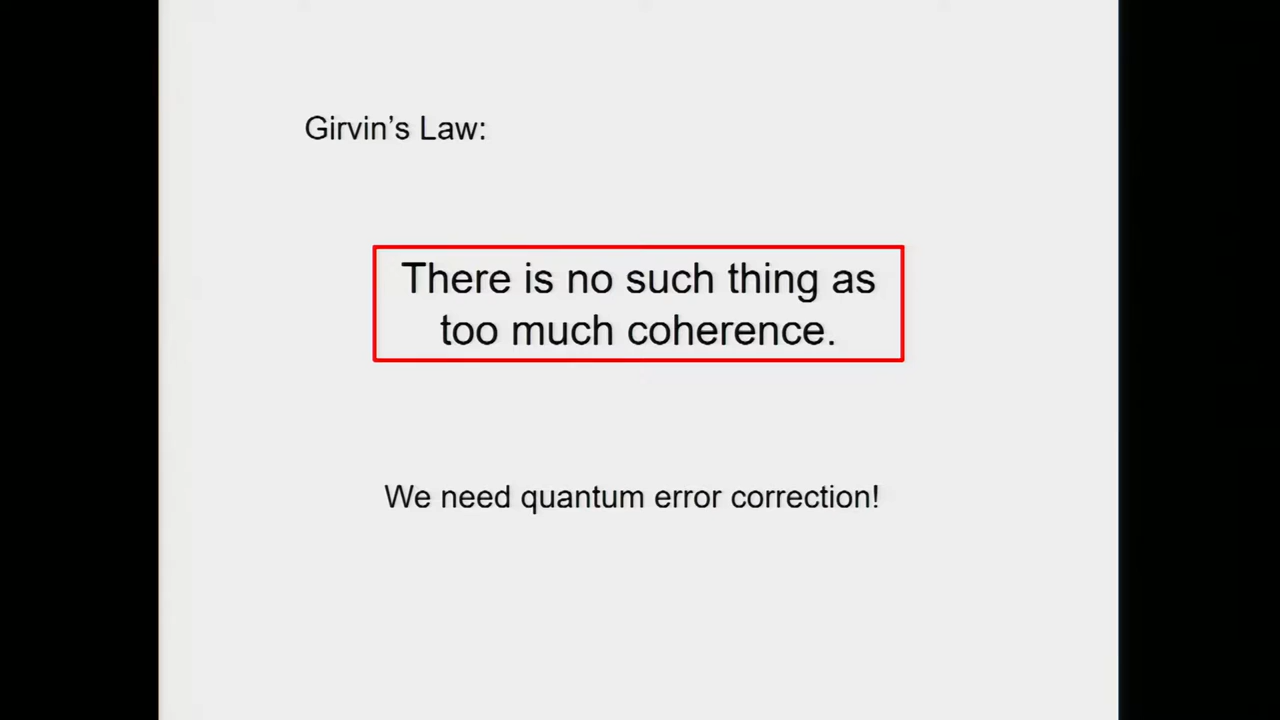 Girvin’s Law:
There is no such thing as
too much coherence.
We need quantum error correction!